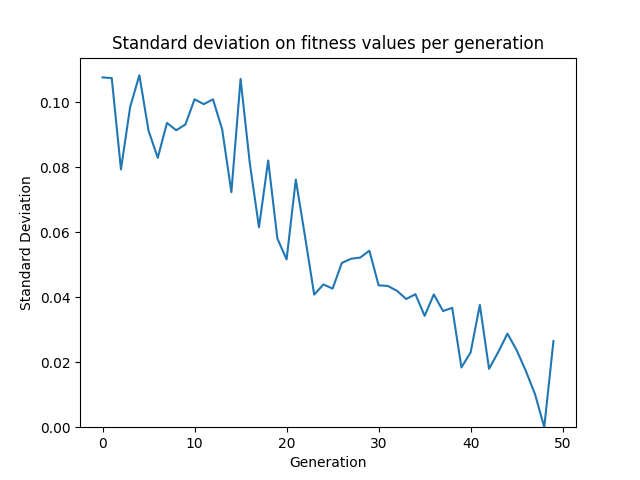 Standard deviation on fitness values per generation
Standard Deviation
0.10
0.08
0.06
0.04
0.02
0.00
0 10 20 30 40 50
Generation